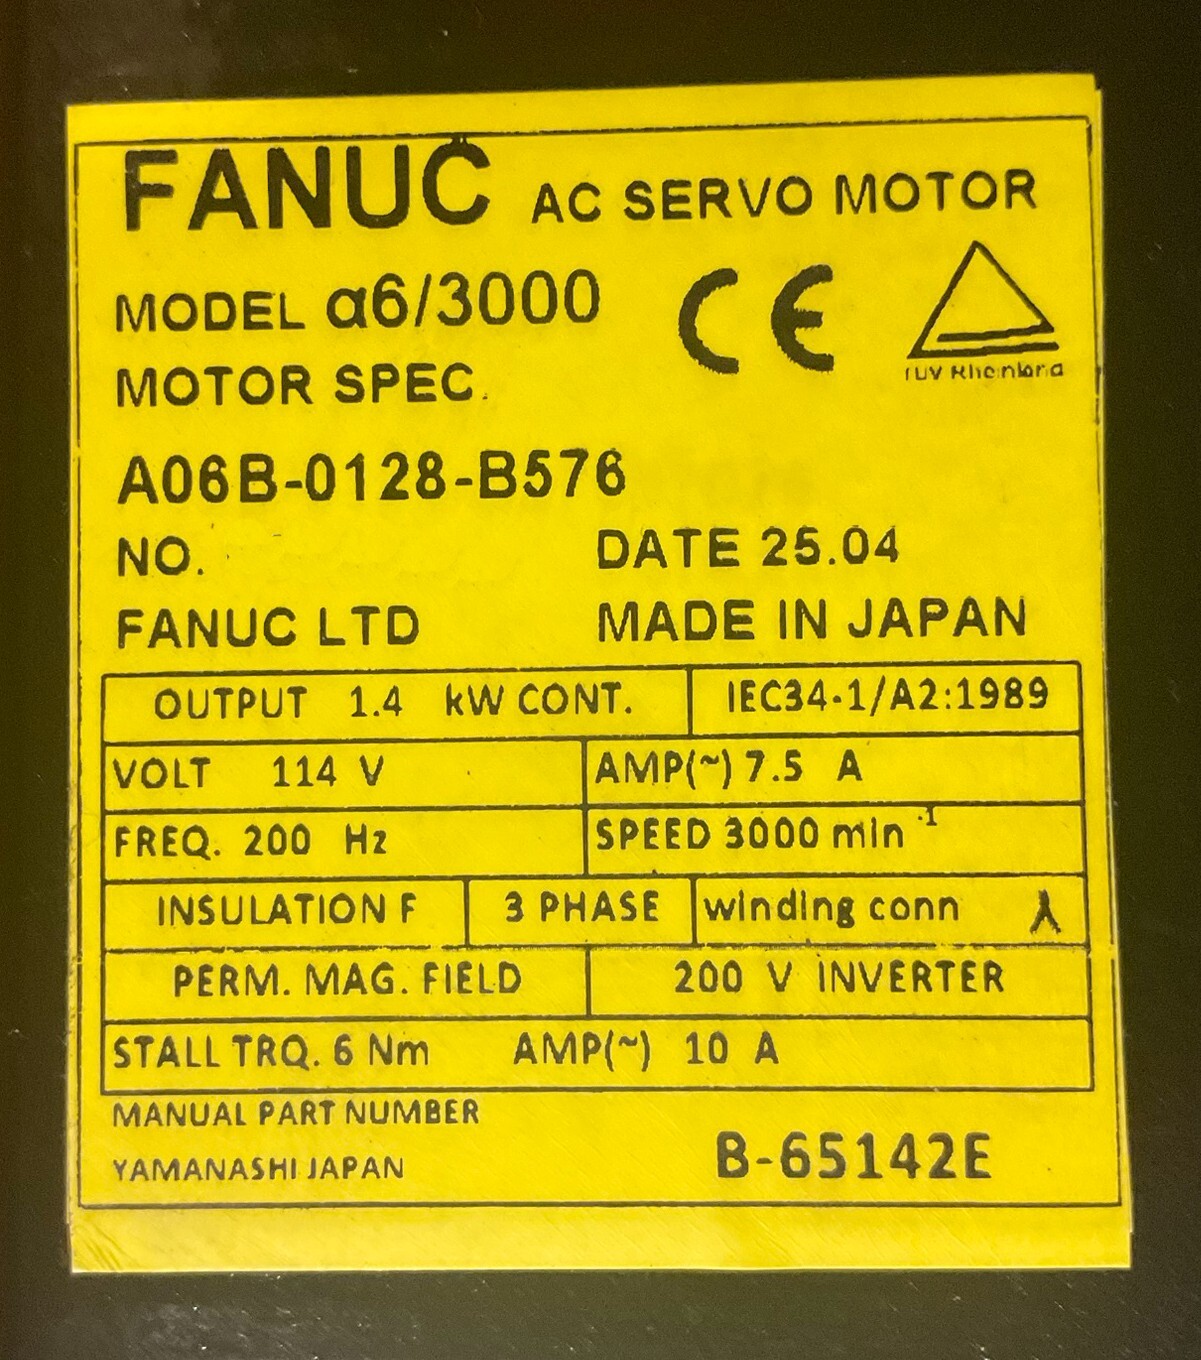 FANUC AC SERVO MOTOR
MODEL α6/3000
CE
TUV Rheinland
MOTOR SPEC.
A06B-0128-B576
NO. DATE 25.04
FANUC LTD MADE IN JAPAN
OUTPUT 1.4 kW CONT. IEC34-1/A2:1989
VOLT 114 V AMP(~) 7.5 A
FREQ. 200 Hz SPEED 3000 min -1
INSULATION F 3 PHASE winding conn
PERM. MAG. FIELD 200 V INVERTER
STALL TRQ. 6 Nm AMP(~) 10 A
MANUAL PART NUMBER
YAMANASHI JAPAN B-65142E